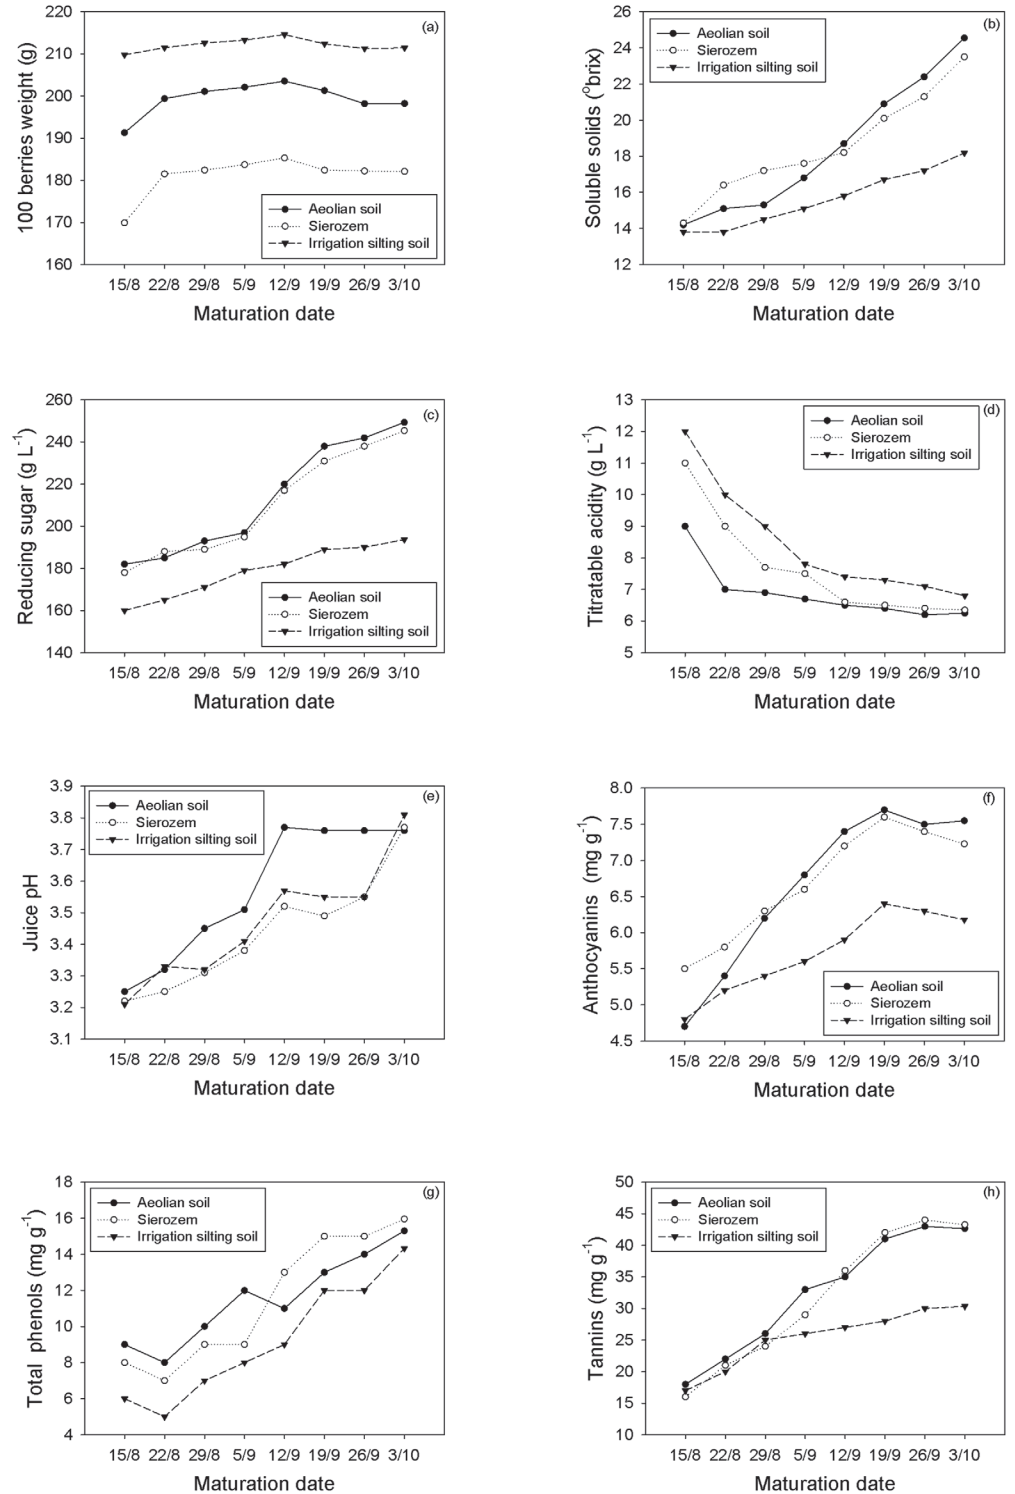 (a)
100 berries weight (g)
220
210
200
190
180
170
160
Aeolian soil
Sierozem
Irrigation silting soil
15/8 22/8 29/8 5/9 12/9 19/9 26/9 3/10
Maturation date
(b)
Soluble solids (°brix)
26
24
22
20
18
16
14
12
Aeolian soil
Sierozem
Irrigation silting soil
15/8 22/8 29/8 5/9 12/9 19/9 26/9 3/10
Maturation date
(c)
Reducing sugar (g L⁻¹)
260
240
220
200
180
160
140
Aeolian soil
Sierozem
Irrigation silting soil
15/8 22/8 29/8 5/9 12/9 19/9 26/9 3/10
Maturation date
(d)
Titratable acidity (g L⁻¹)
13
12
11
10
9
8
7
6
5
Aeolian soil
Sierozem
Irrigation silting soil
15/8 22/8 29/8 5/9 12/9 19/9 26/9 3/10
Maturation date
(e)
Juice pH
3.9
3.8
3.7
3.6
3.5
3.4
3.3
3.2
3.1
Aeolian soil
Sierozem
Irrigation silting soil
15/8 22/8 29/8 5/9 12/9 19/9 26/9 3/10
Maturation date
(f)
Anthocyanins (mg g⁻¹)
8.0
7.5
7.0
6.5
6.0
5.5
5.0
4.5
Aeolian soil
Sierozem
Irrigation silting soil
15/8 22/8 29/8 5/9 12/9 19/9 26/9 3/10
Maturation date
(g)
Total phenols (mg g⁻¹)
18
16
14
12
10
8
6
4
Aeolian soil
Sierozem
Irrigation silting soil
15/8 22/8 29/8 5/9 12/9 19/9 26/9 3/10
Maturation date
(h)
Tannins (mg g⁻¹)
50
45
40
35
30
25
20
15
10
Aeolian soil
Sierozem
Irrigation silting soil
15/8 22/8 29/8 5/9 12/9 19/9 26/9 3/10
Maturation date